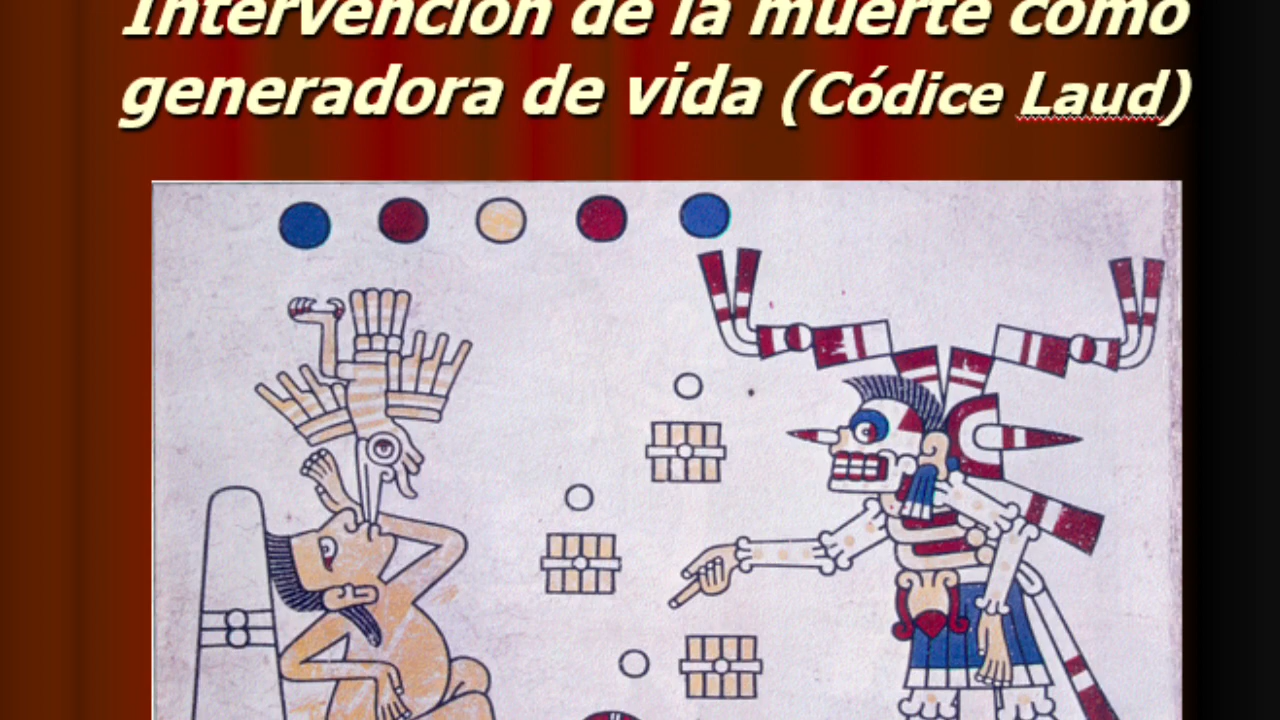 Intervención de la muerte como
generadora de vida (Códice Laud)